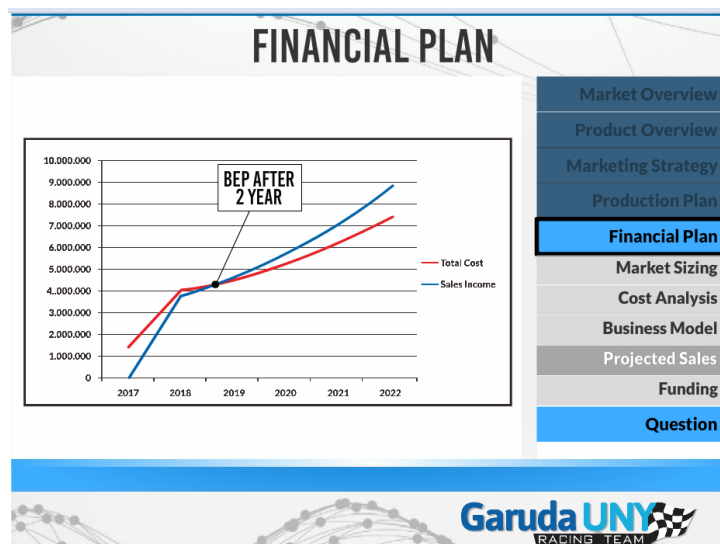 FINANCIAL PLAN
10.000.000
9.000.000
8.000.000
7.000.000
6.000.000
5.000.000
4.000.000
3.000.000
2.000.000
1.000.000
0
BEP AFTER
2 YEAR
2017 2018 2019 2020 2021 2022
Total Cost
Sales Income
Market Overview
Product Overview
Marketing Strategy
Production Plan
Financial Plan
Market Sizing
Cost Analysis
Business Model
Projected Sales
Funding
Question
Garuda UNY
RACING TEAM